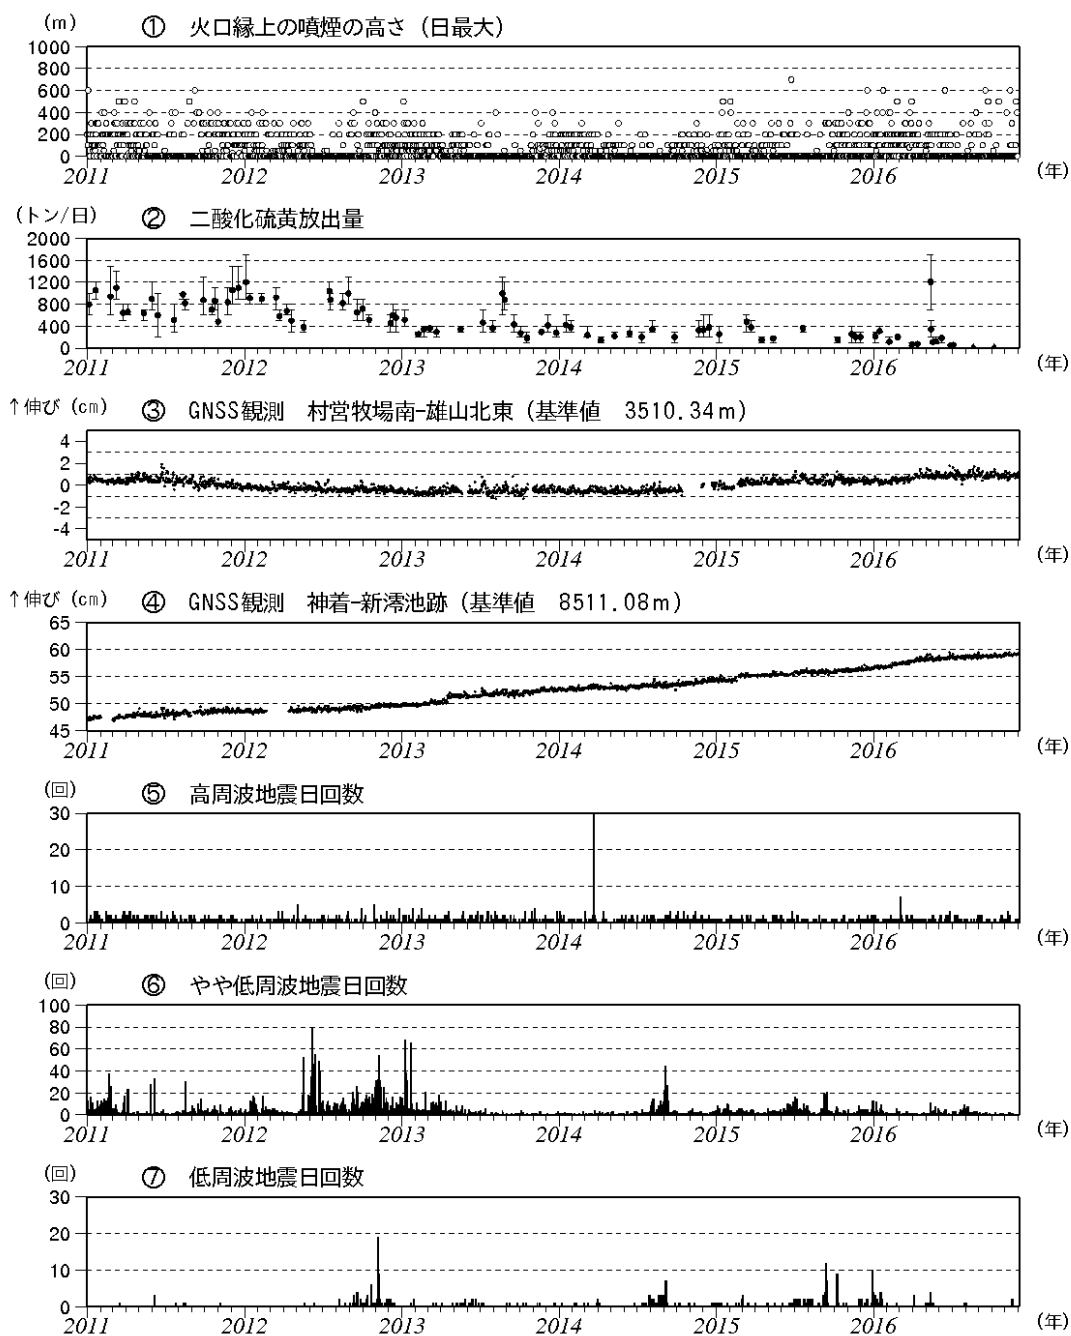 (m) ① 火口縁上の噴煙の高さ（日最大）
1000
800
600
400
200
0
2011 2012 2013 2014 2015 2016 (年)
(トン/日) ② 二酸化硫黄放出量
2000
1600
1200
800
400
0
2011 2012 2013 2014 2015 2016 (年)
↑伸び (cm) ③ GNSS観測 村営牧場南-雄山北東（基準値 3510.34m）
4
2
0
-2
-4
2011 2012 2013 2014 2015 2016 (年)
↑伸び (cm) ④ GNSS観測 神着-新澪池跡（基準値 8511.08m）
65
60
55
50
45
2011 2012 2013 2014 2015 2016 (年)
(回) ⑤ 高周波地震日回数
30
20
10
0
2011 2012 2013 2014 2015 2016 (年)
(回) ⑥ やや低周波地震日回数
100
80
60
40
20
0
2011 2012 2013 2014 2015 2016 (年)
(回) ⑦ 低周波地震日回数
30
20
10
0
2011 2012 2013 2014 2015 2016 (年)